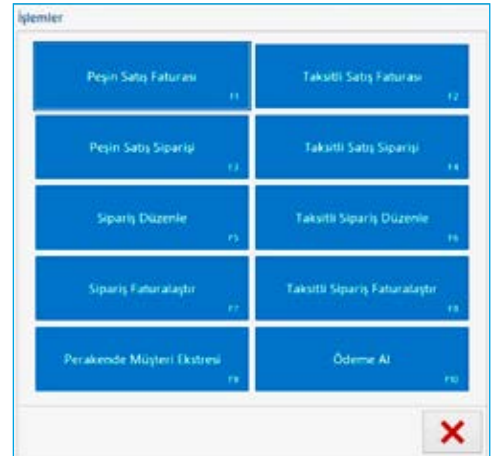 İşlemler
Peşin Satış Faturası
F1
Taksitli Satış Faturası
F2
Peşin Satış Siparişi
F3
Taksitli Satış Siparişi
F4
Sipariş Düzenle
F5
Taksitli Sipariş Düzenle
F6
Sipariş Faturalaştır
F7
Taksitli Sipariş Faturalaştır
F8
Perakende Müşteri Ekstresi
F9
Ödeme Al
F10